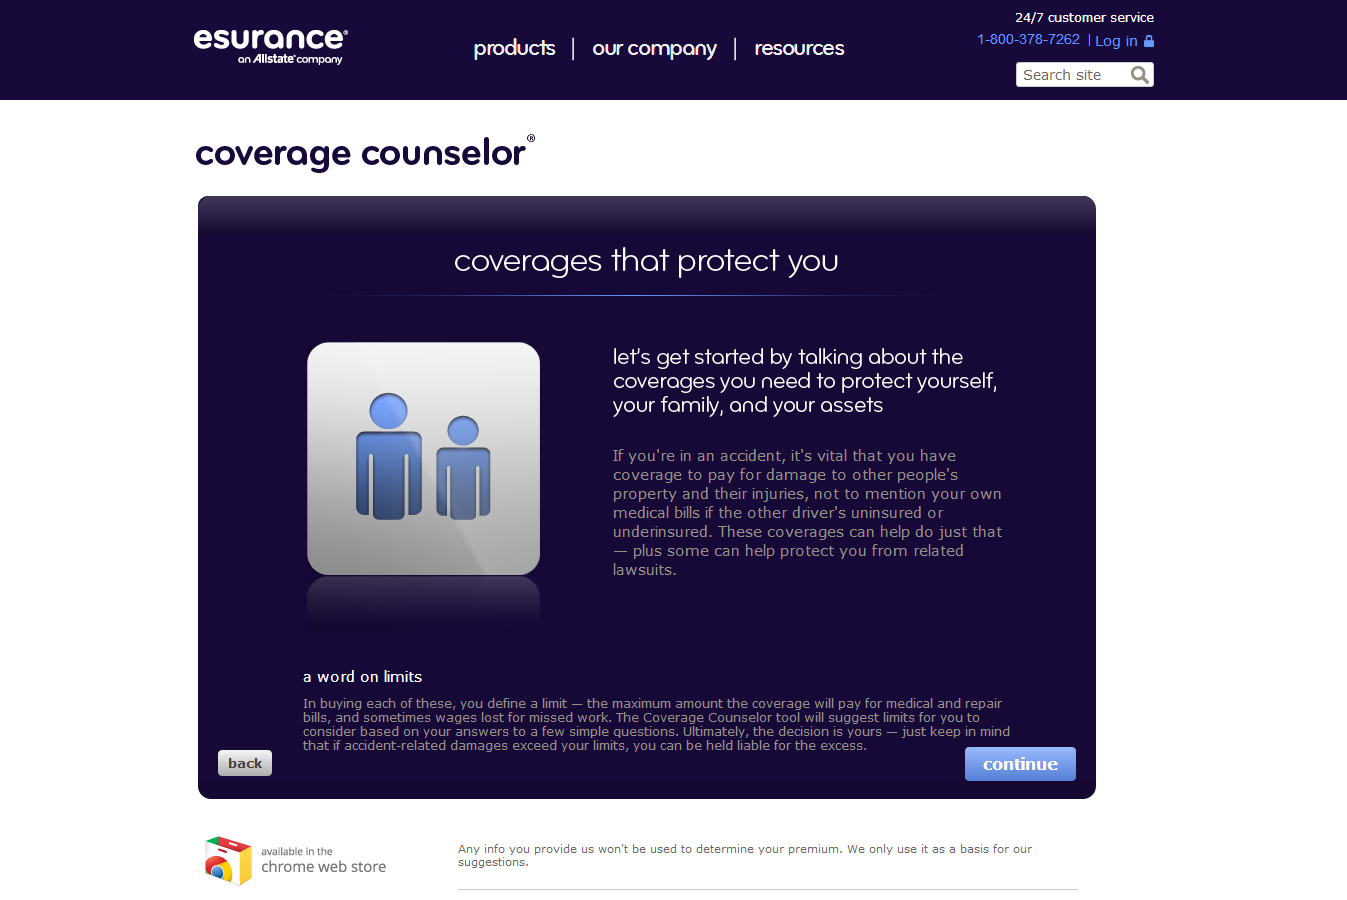 esurance®
an Allstate® company
products | our company | resources
24/7 customer service
1-800-378-7262 | Log in
Search site
coverage counselor®
coverages that protect you
let's get started by talking about the
coverages you need to protect yourself,
your family, and your assets
If you're in an accident, it's vital that you have
coverage to pay for damage to other people's
property and their injuries, not to mention your own
medical bills if the other driver's uninsured or
underinsured. These coverages can help do just that
— plus some can help protect you from related
lawsuits.
a word on limits
In buying each of these, you define a limit — the maximum amount the coverage will pay for medical and repair
bills, and sometimes wages lost for missed work. The Coverage Counselor tool will suggest limits for you to
consider based on your answers to a few simple questions. Ultimately, the decision is yours — just keep in mind
that if accident-related damages exceed your limits, you can be held liable for the excess.
back
continue
available in the
chrome web store
Any info you provide us won't be used to determine your premium. We only use it as a basis for our
suggestions.